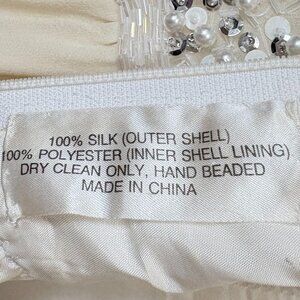 100% SILK (OUTER SHELL)
100% POLYESTER (INNER SHELL LINING)
DRY CLEAN ONLY, HAND BEADED
MADE IN CHINA